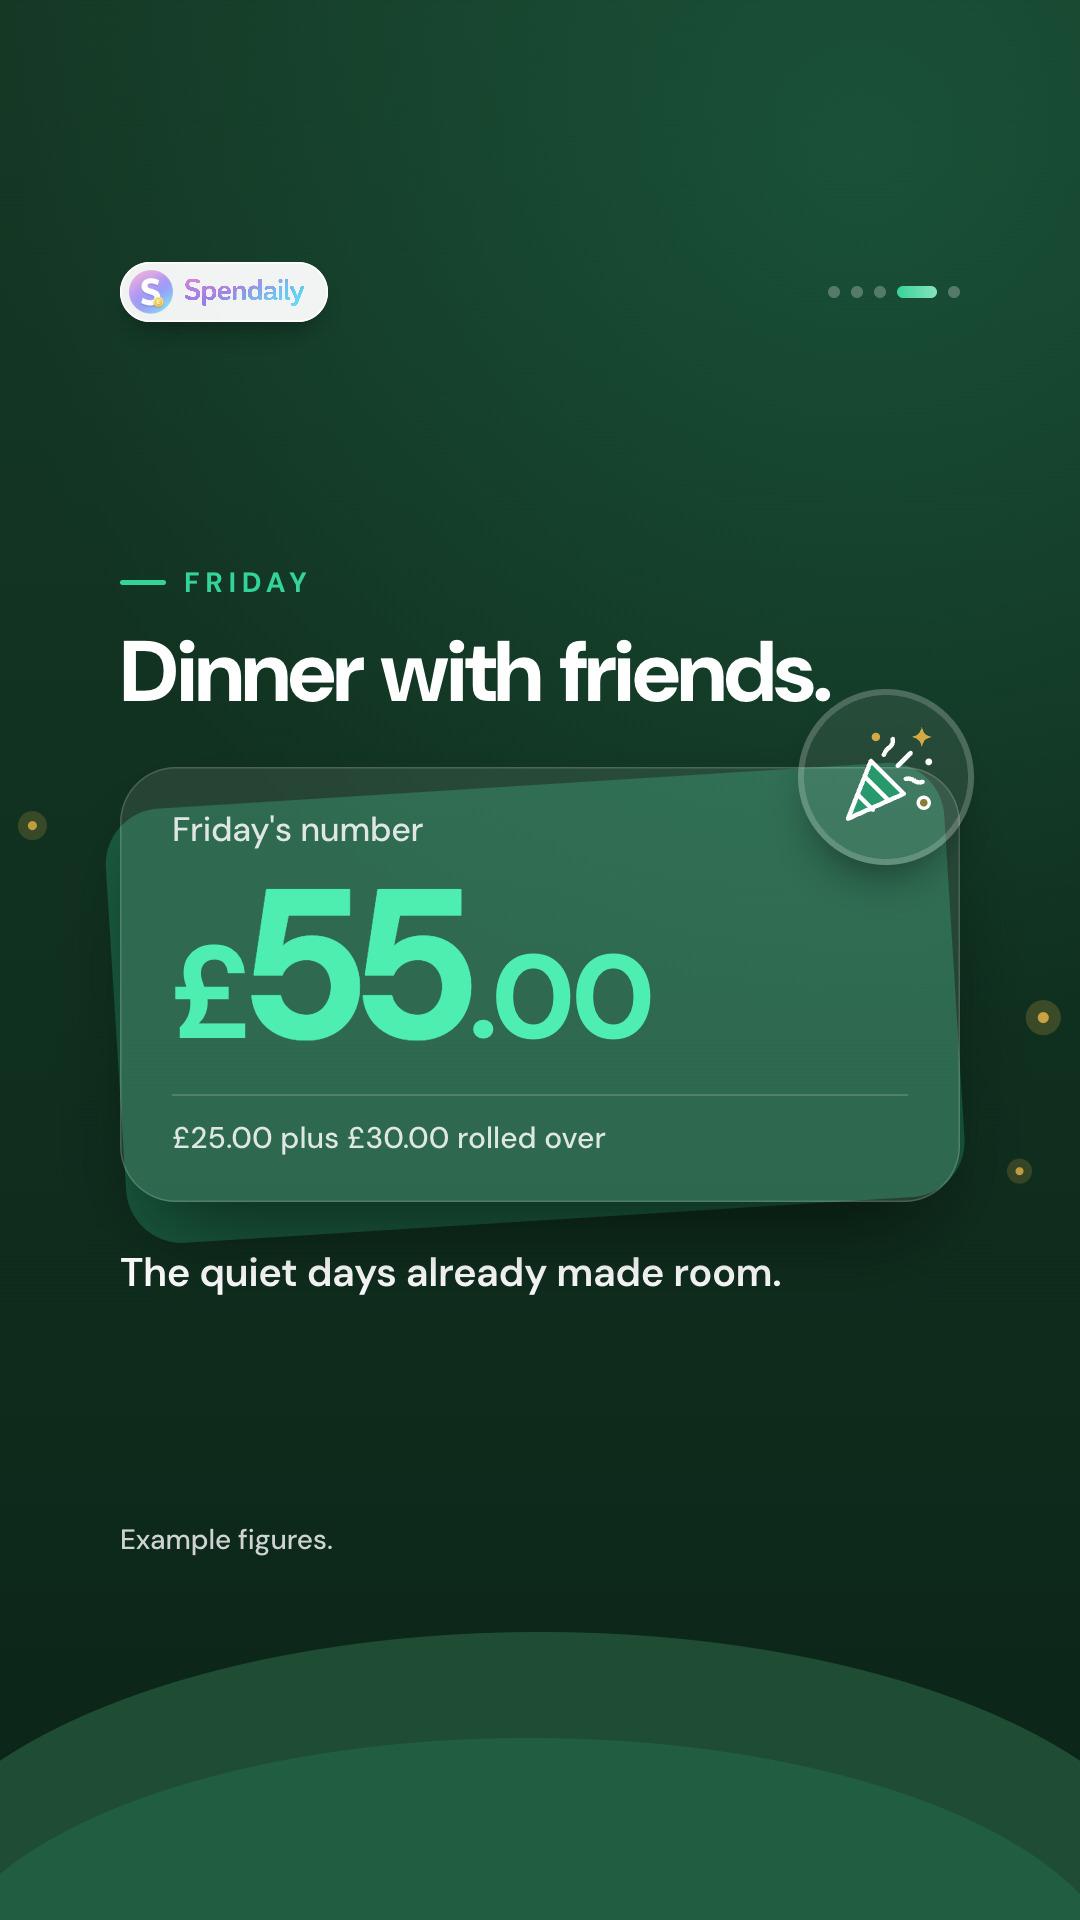 Spendaily
FRIDAY
Dinner with friends.
Friday's number
£55.00
£25.00 plus £30.00 rolled over
The quiet days already made room.
Example figures.